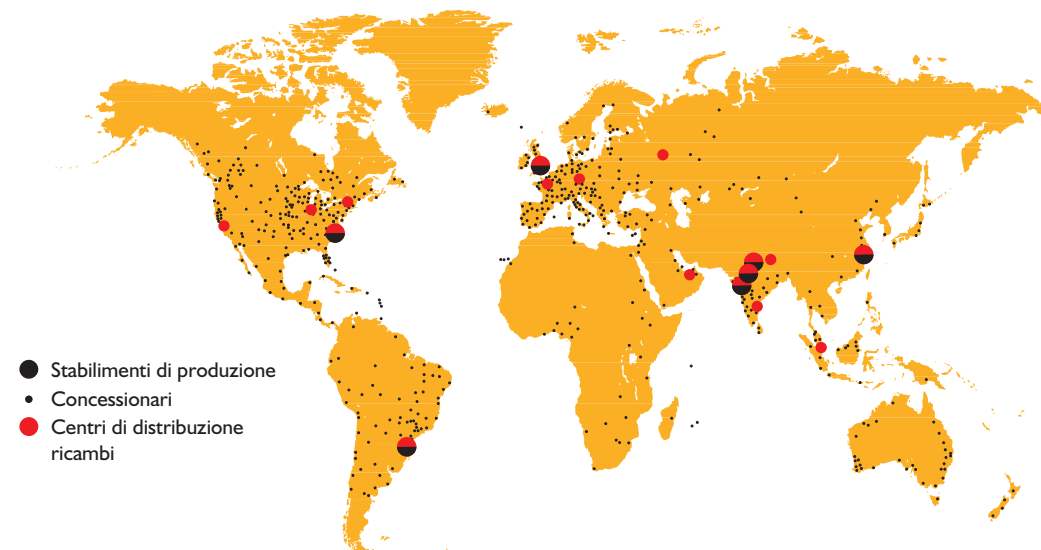 Stabilimenti di produzione
Concessionari
Centri di distribuzione
ricambi